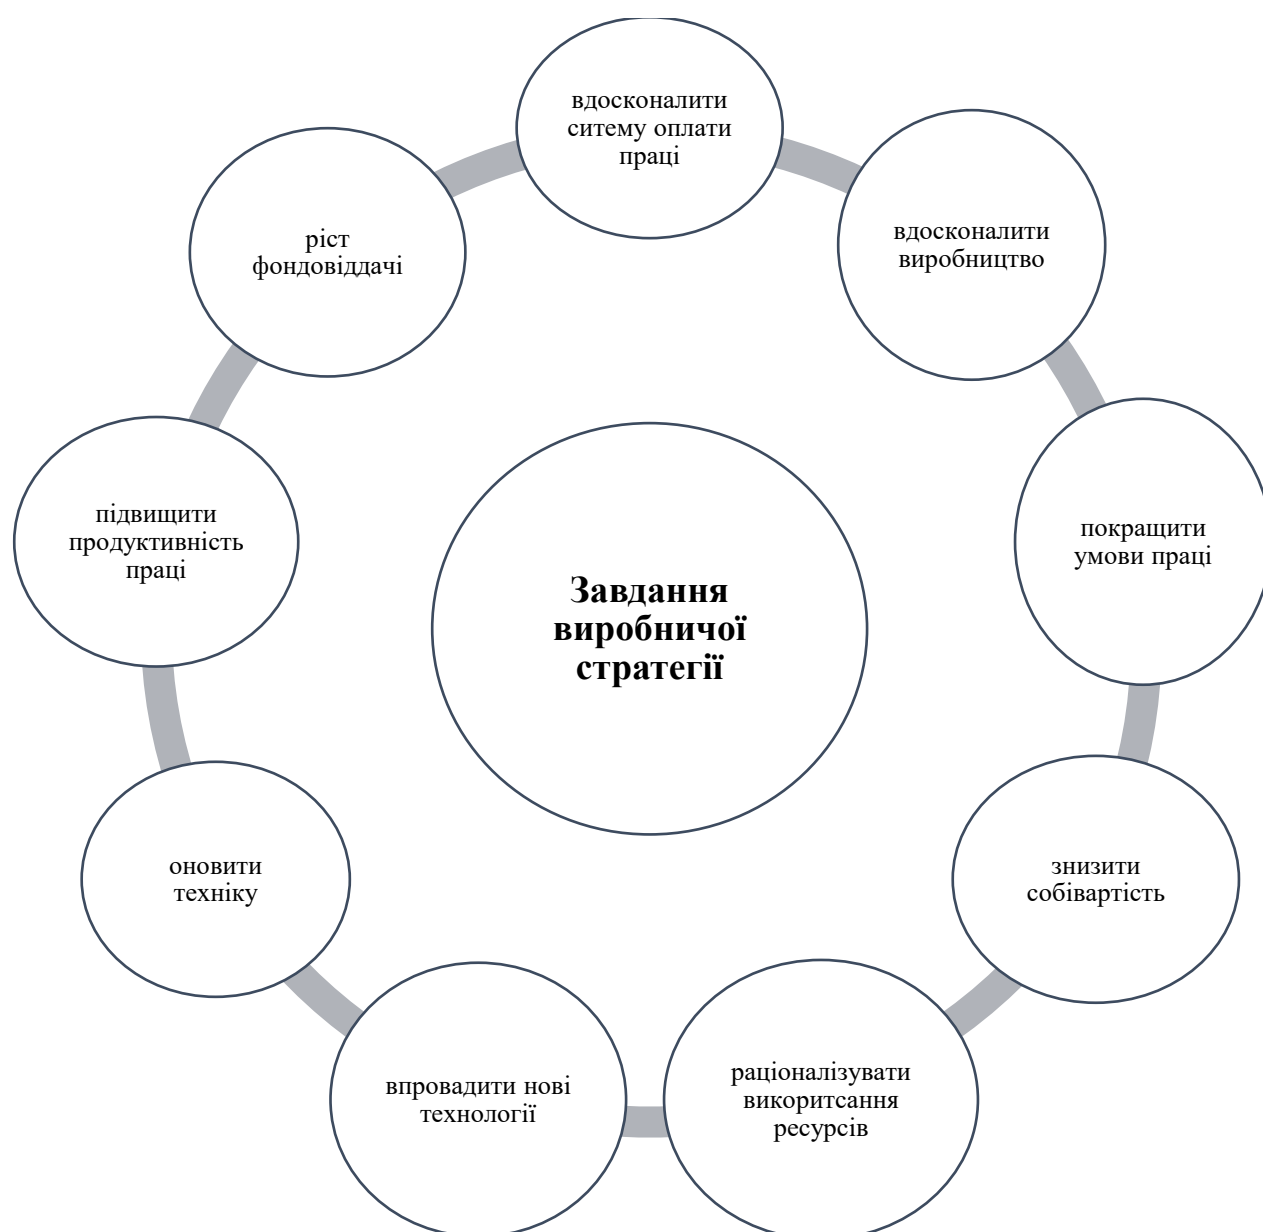 вдосконалити
ситему оплати
праці
вдосконалити
виробництво
покращити
умови праці
знизити
собівартість
раціоналізувати
викоритсання
ресурсів
впровадити нові
технології
оновити
техніку
підвищити
продуктивність
праці
ріст
фондовіддачі
Завдання
виробничої
стратегії